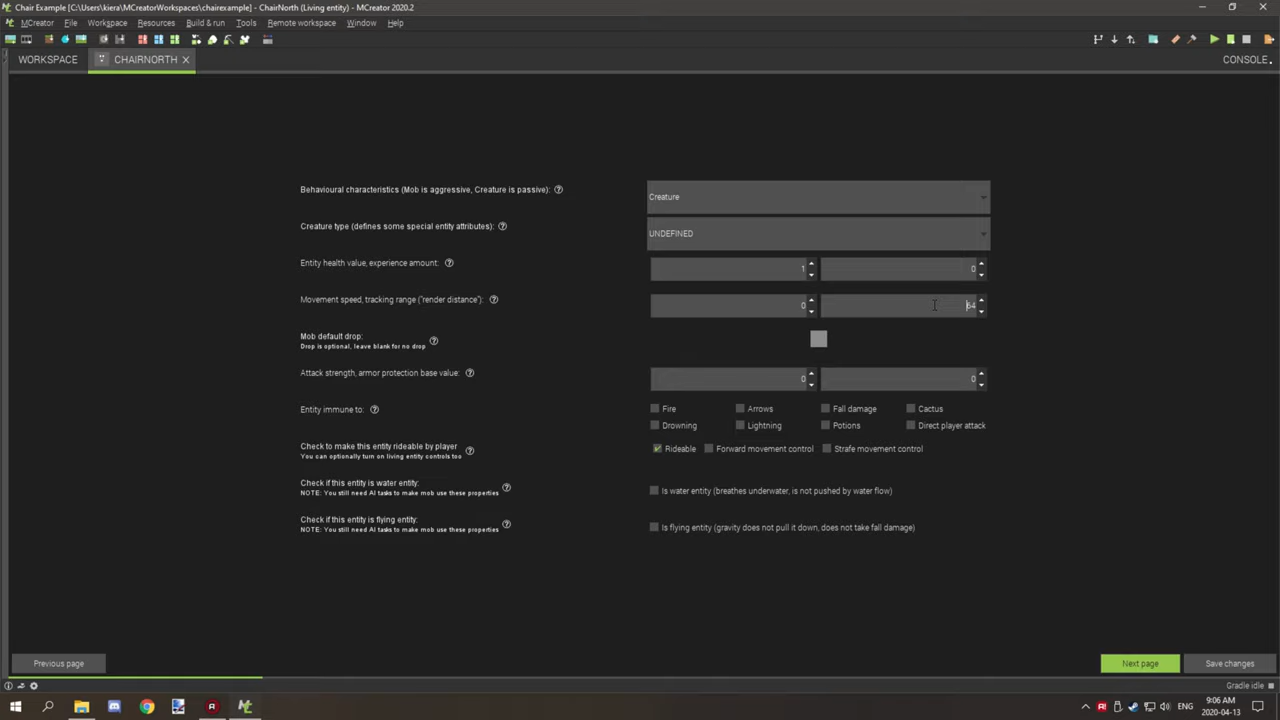 Chair Example [C:\Users\kiera\MCreatorWorkspaces\chairexample] - ChairNorth (Living entity) - MCreator 2020.2
MCreator File Workspace Resources Build & run Tools Remote workspace Window Help
WORKSPACE CHAIRNORTH CONSOLE
Behavioural characteristics (Mob is aggressive, Creature is passive): Creature
Creature type (defines some special entity attributes): UNDEFINED
Entity health value, experience amount: 1 0
Movement speed, tracking range ("render distance"): 0 64
Mob default drop:
Drop is optional, leave blank for no drop
Attack strength, armor protection base value: 0 0
Entity immune to: Fire Arrows Fall damage Cactus
Drowning Lightning Potions Direct player attack
Check to make this entity rideable by player
You can optionally turn on living entity controls too
Rideable Forward movement control Strafe movement control
Check if this entity is water entity:
NOTE: You still need AI tasks to make mob use these properties
Is water entity (breathes underwater, is not pushed by water flow)
Check if this entity is flying entity:
NOTE: You still need AI tasks to make mob use these properties
Is flying entity (gravity does not pull it down, does not take fall damage)
Previous page Next page Save changes
Gradle idle
ENG 9:06 AM
2020-04-13